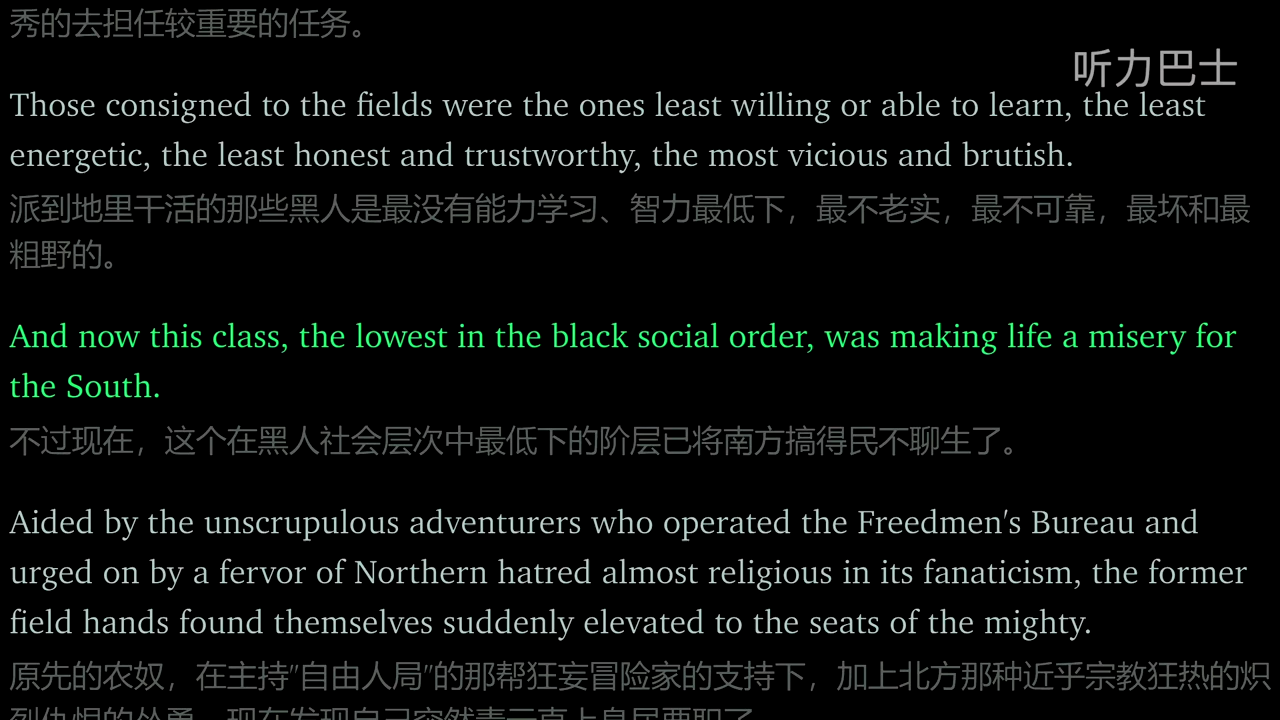 秀的去担任较重要的任务。
听力巴士
Those consigned to the fields were the ones least willing or able to learn, the least
energetic, the least honest and trustworthy, the most vicious and brutish.
派到地里干活的那些黑人是最没有能力学习、智力最低下，最不老实，最不可靠，最坏和最
粗野的。
And now this class, the lowest in the black social order, was making life a misery for
the South.
不过现在，这个在黑人社会层次中最低下的阶层已将南方搞得民不聊生了。
Aided by the unscrupulous adventurers who operated the Freedmen's Bureau and
urged on by a fervor of Northern hatred almost religious in its fanaticism, the former
field hands found themselves suddenly elevated to the seats of the mighty.
原先的农奴，在主持"自由人局"的那帮狂妄冒险家的支持下，加上北方那种近乎宗教狂热的炽